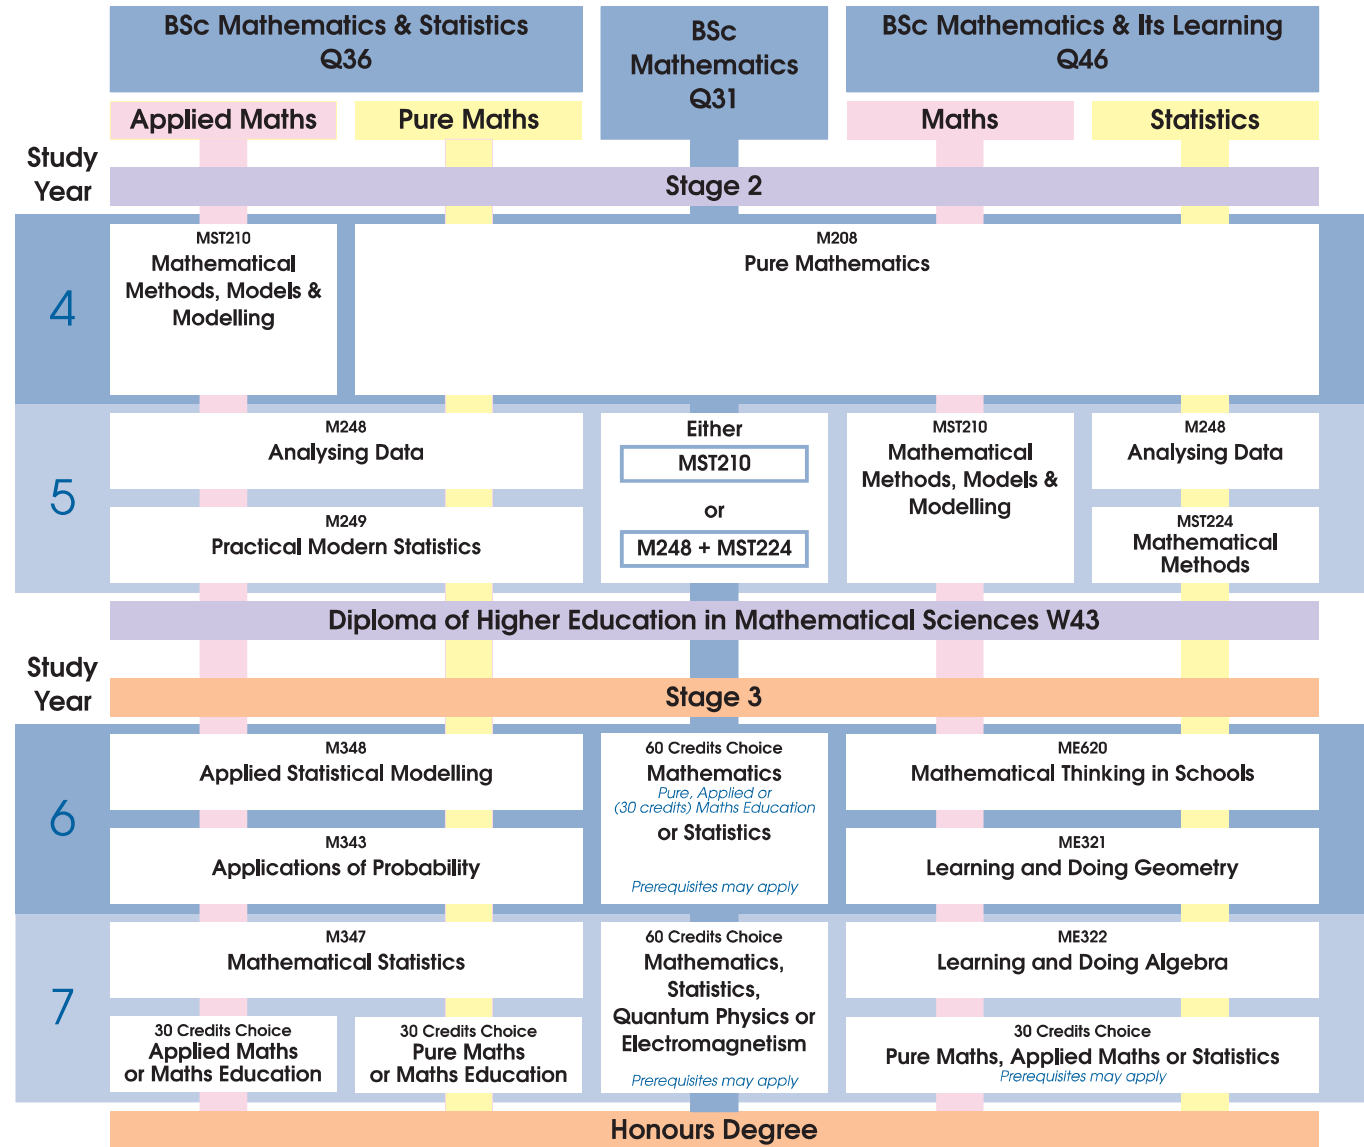 BSc Mathematics & Statistics
Q36
BSc
Mathematics
Q31
BSc Mathematics & Its Learning
Q46
Applied Maths
Pure Maths
Maths
Statistics
Study
Year
Stage 2
4
MST210
Mathematical
Methods, Models &
Modelling
M208
Pure Mathematics
5
M248
Analysing Data
M249
Practical Modern Statistics
Either
MST210
or
M248 + MST224
MST210
Mathematical
Methods, Models &
Modelling
M248
Analysing Data
MST224
Mathematical
Methods
Diploma of Higher Education in Mathematical Sciences W43
Study
Year
Stage 3
6
M348
Applied Statistical Modelling
M343
Applications of Probability
60 Credits Choice
Mathematics
Pure, Applied or
(30 credits) Maths Education
or Statistics
Prerequisites may apply
ME620
Mathematical Thinking in Schools
ME321
Learning and Doing Geometry
7
M347
Mathematical Statistics
30 Credits Choice
Applied Maths
or Maths Education
30 Credits Choice
Pure Maths
or Maths Education
60 Credits Choice
Mathematics,
Statistics,
Quantum Physics or
Electromagnetism
Prerequisites may apply
ME322
Learning and Doing Algebra
30 Credits Choice
Pure Maths, Applied Maths or Statistics
Prerequisites may apply
Honours Degree